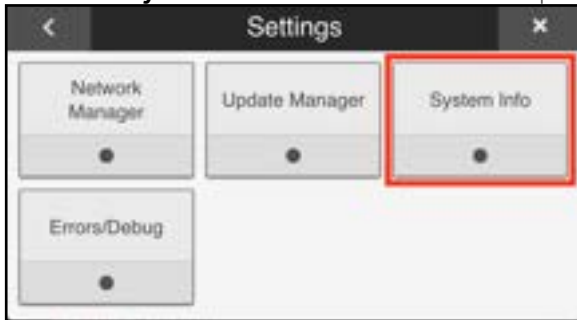 Settings
Network
Manager
Update Manager
System Info
Errors/Debug